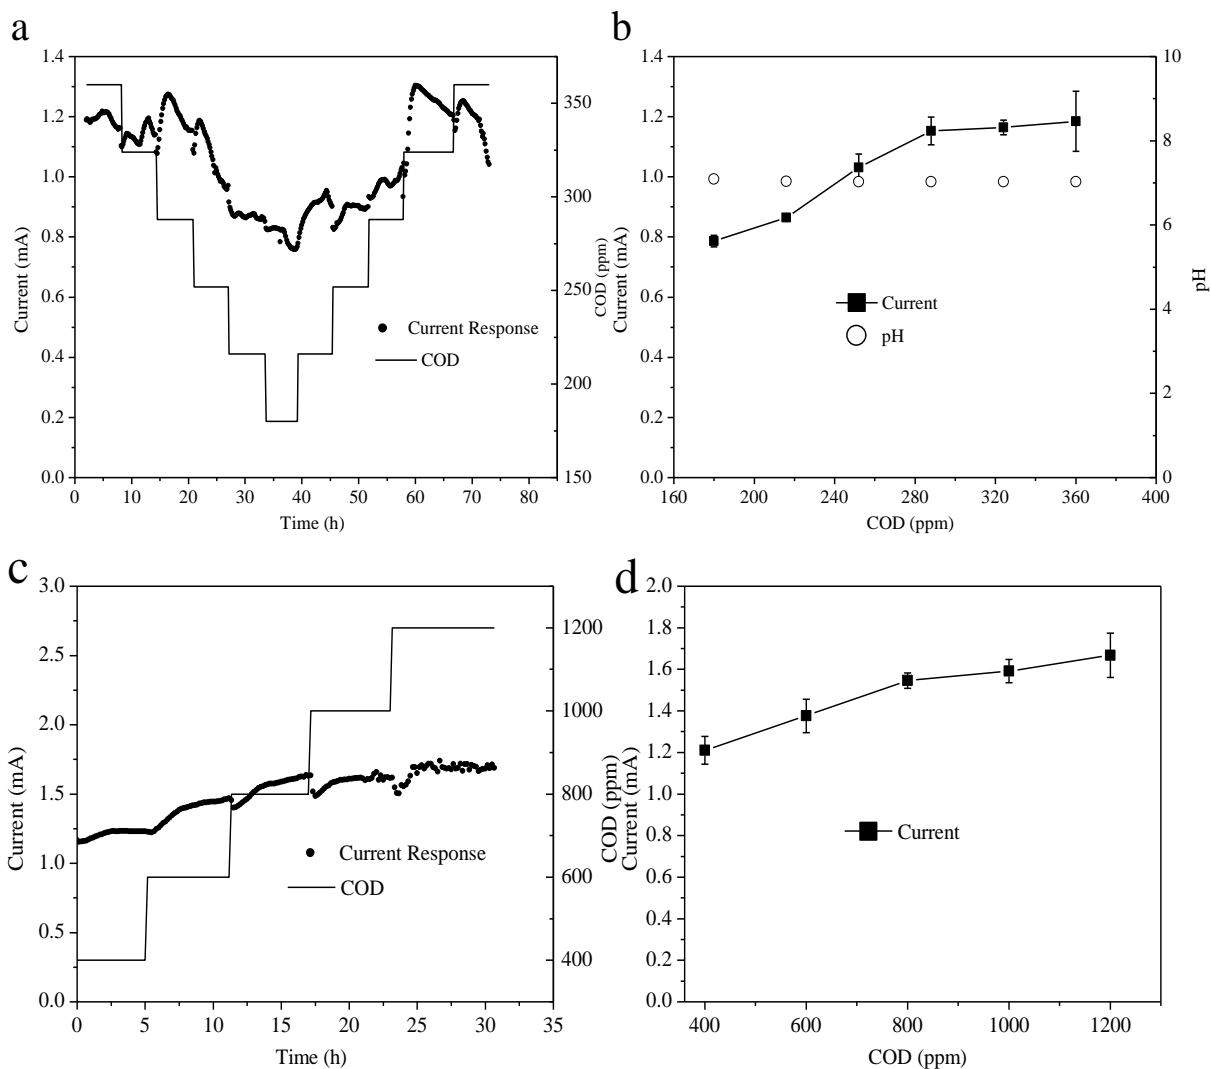 a
1.4
1.2
1.0
0.8
0.6
0.4
0.2
0.0
Current (mA)
0 10 20 30 40 50 60 70 80
Time (h)
350
300
250
200
150
COD (ppm)
Current Response
COD
b
1.4
1.2
1.0
0.8
0.6
0.4
0.2
0.0
Current (mA)
160 200 240 280 320 360 400
COD (ppm)
10
8
6
4
2
0
pH
Current
pH
c
3.0
2.5
2.0
1.5
1.0
0.5
0.0
Current (mA)
0 5 10 15 20 25 30 35
Time (h)
1200
1000
800
600
400
COD (ppm)
Current Response
COD
d
2.0
1.8
1.6
1.4
1.2
1.0
0.8
0.6
0.4
0.2
0.0
Current (mA)
400 600 800 1000 1200
COD (ppm)
Current